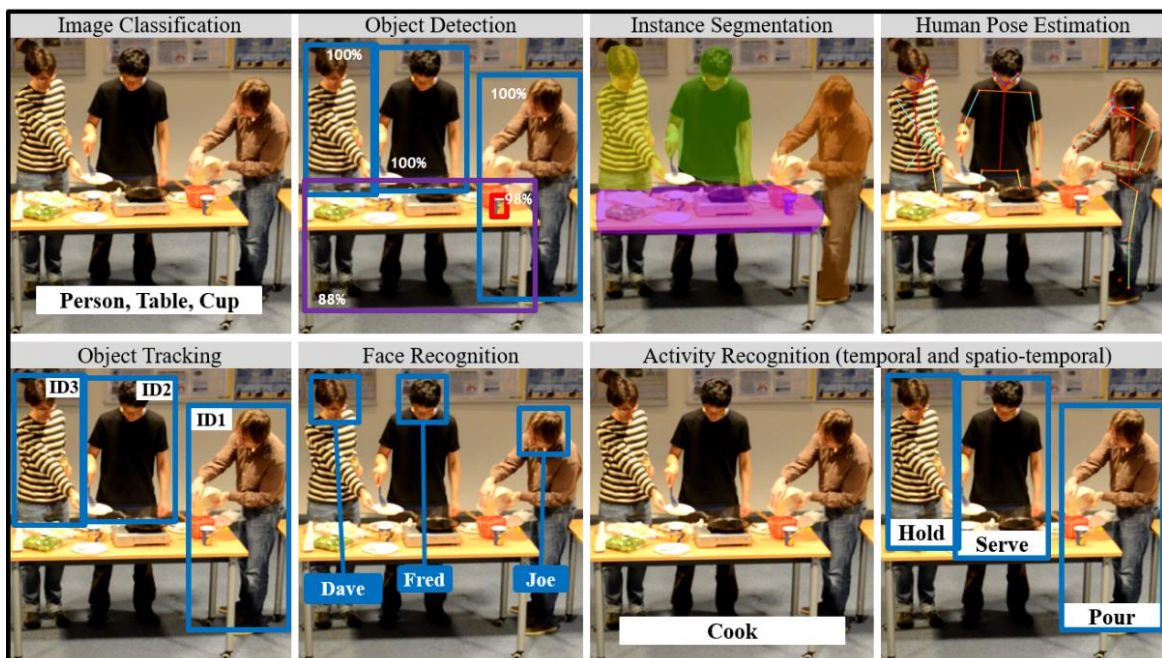 Image Classification
Object Detection
Instance Segmentation
Human Pose Estimation
100%
100%
100%
98%
88%
Person, Table, Cup
Object Tracking
Face Recognition
Activity Recognition (temporal and spatio-temporal)
ID3
ID2
ID1
Dave
Fred
Joe
Cook
Hold
Serve
Pour